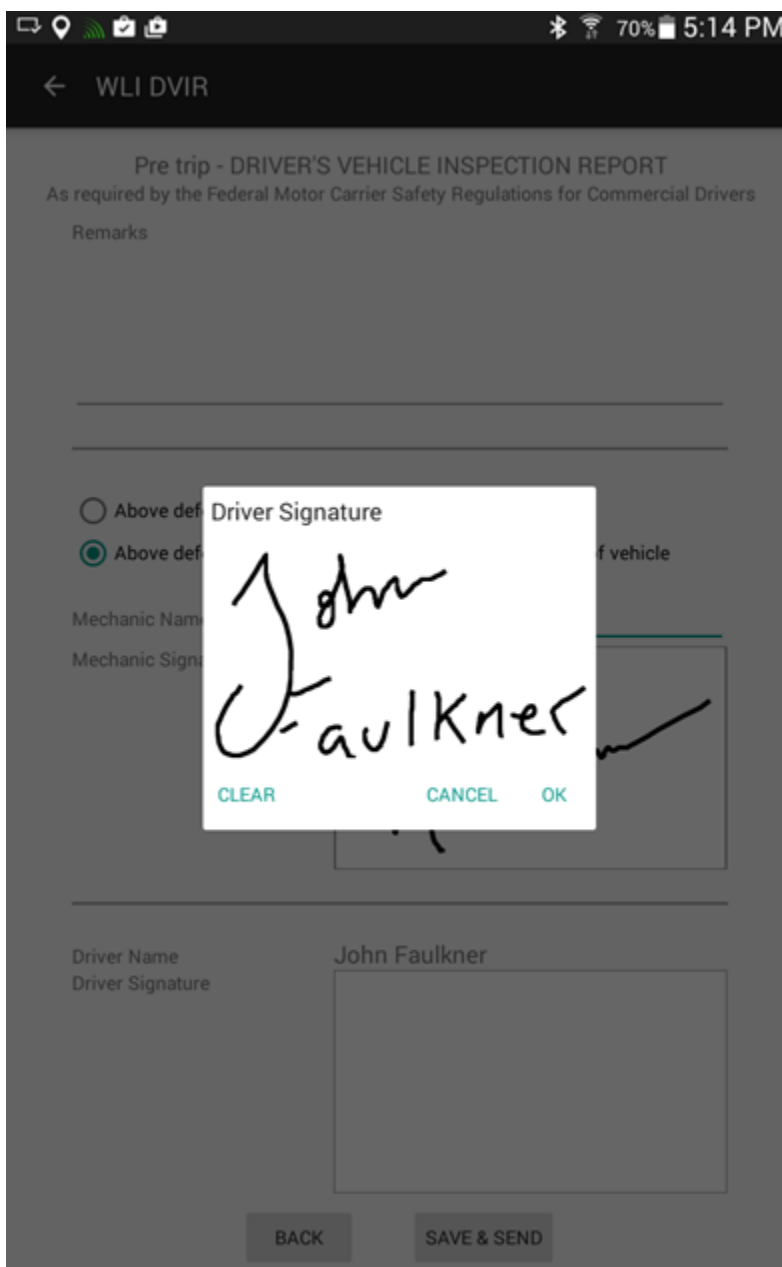 70% 5:14 PM
WLI DVIR
Pre trip - DRIVER'S VEHICLE INSPECTION REPORT
As required by the Federal Motor Carrier Safety Regulations for Commercial Drivers
Remarks
Above def
Above def f vehicle
Driver Signature
John
Faulkner
CLEAR CANCEL OK
Mechanic Nam
Mechanic Signa
Driver Name John Faulkner
Driver Signature
BACK SAVE & SEND